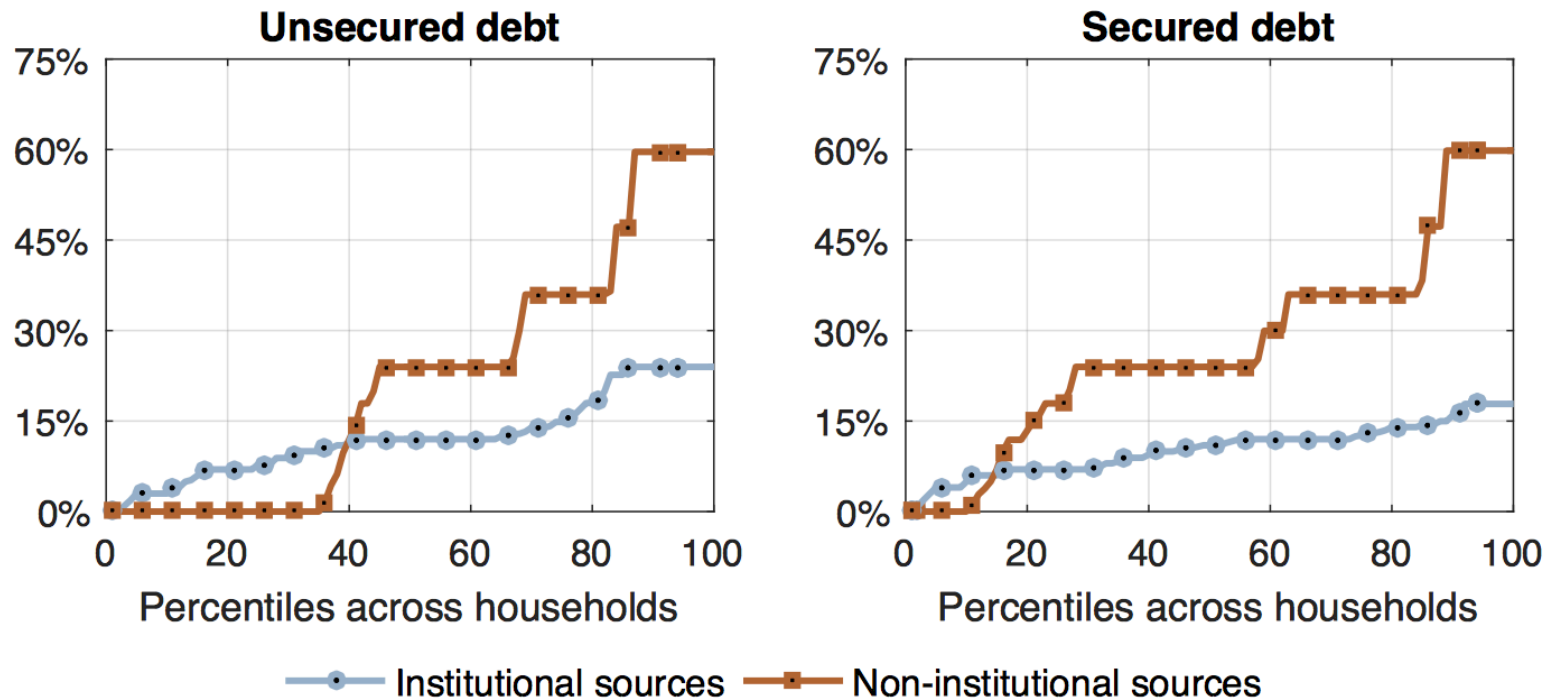 Unsecured debt
75%
60%
45%
30%
15%
0%
0 20 40 60 80 100
Percentiles across households
Secured debt
75%
60%
45%
30%
15%
0%
0 20 40 60 80 100
Percentiles across households
Institutional sources Non-institutional sources